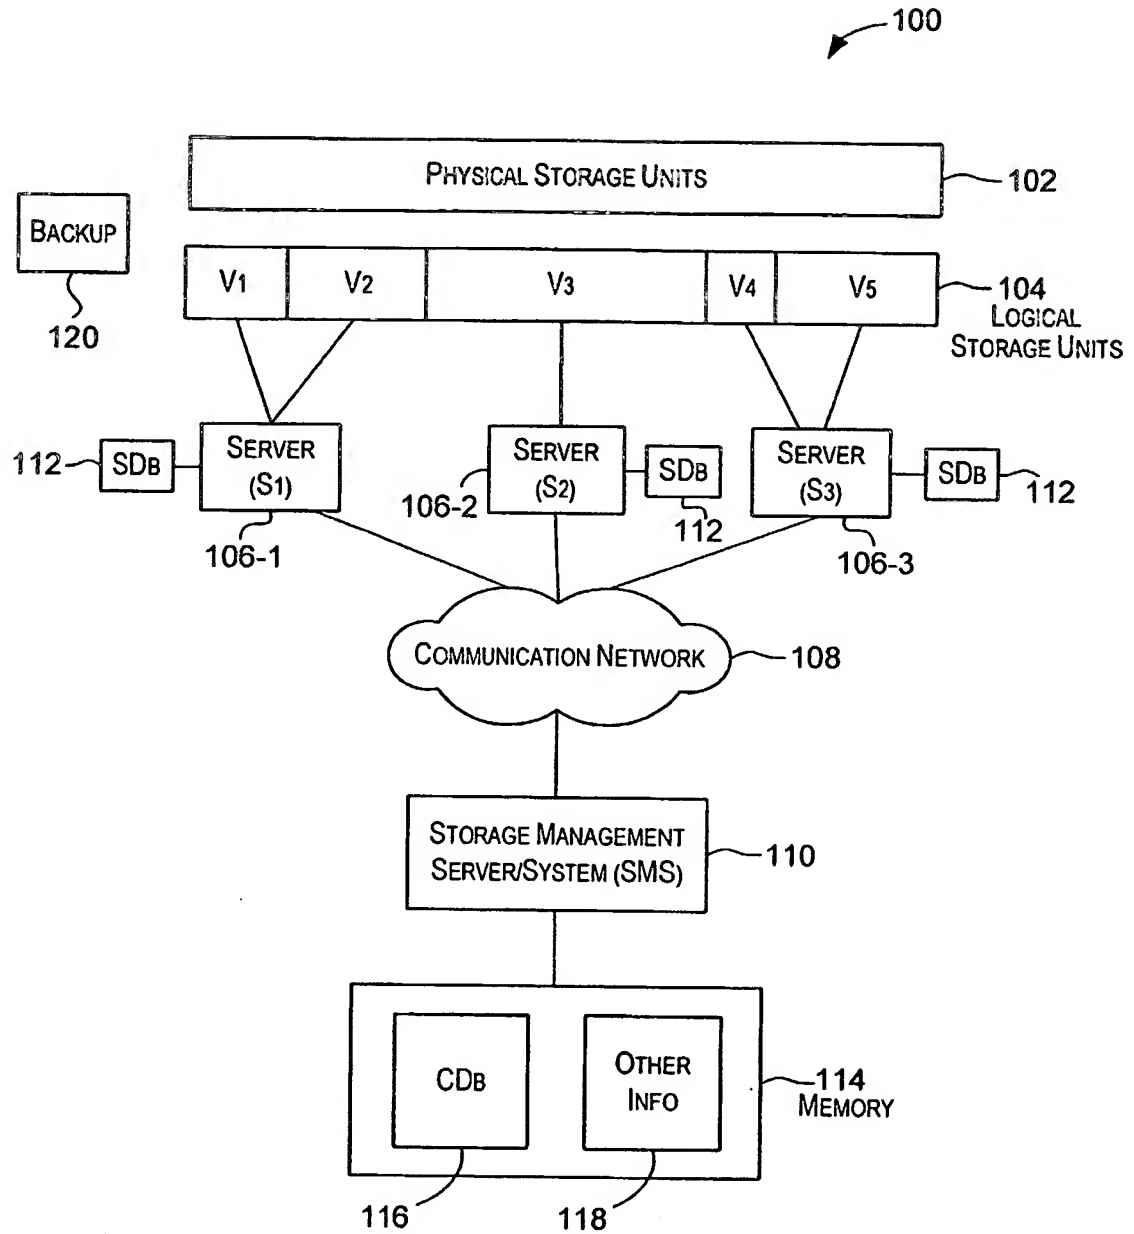 100
PHYSICAL STORAGE UNITS
102
BACKUP
120
V1 V2 V3 V4 V5
104
LOGICAL
STORAGE UNITS
112
SDB
SERVER
(S1)
106-1
SERVER
(S2)
106-2
SDB
112
SERVER
(S3)
106-3
SDB
112
COMMUNICATION NETWORK
108
STORAGE MANAGEMENT
SERVER/SYSTEM (SMS)
110
CDB
OTHER
INFO
114
MEMORY
116
118